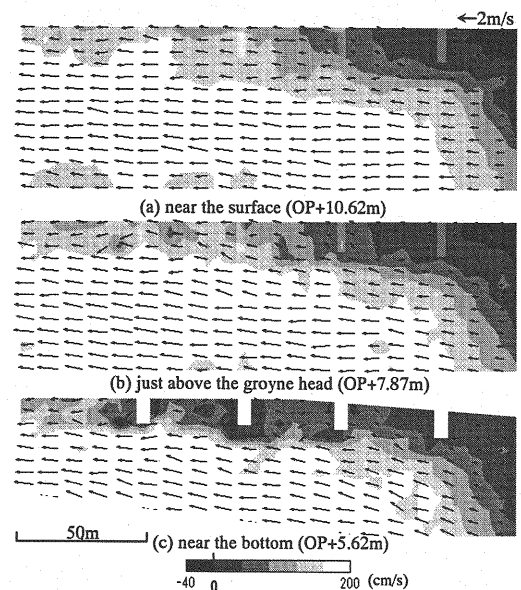 ←2m/s
(a) near the surface (OP+10.62m)
(b) just above the groyne head (OP+7.87m)
50m
(c) near the bottom (OP+5.62m)
-40 0 200 (cm/s)